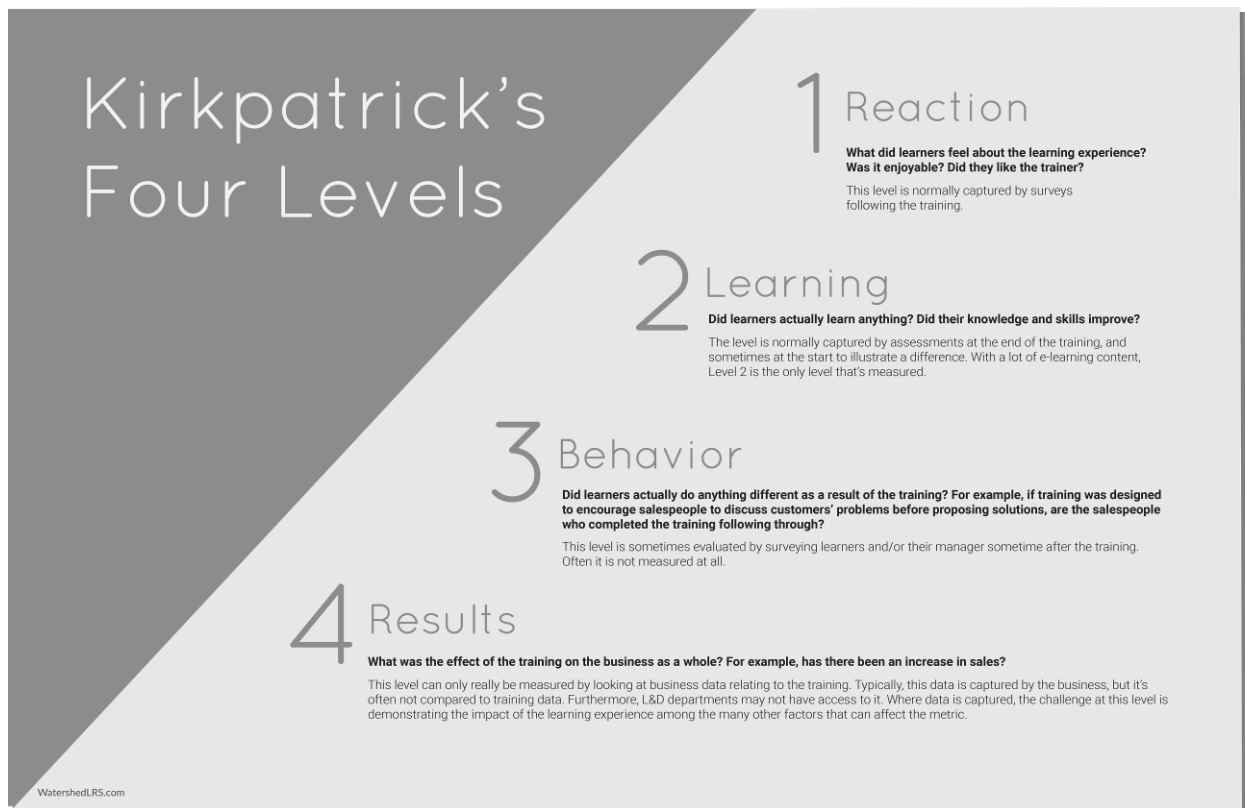 Kirkpatrick's
Four Levels
1 Reaction
What did learners feel about the learning experience?
Was it enjoyable? Did they like the trainer?
This level is normally captured by surveys
following the training.
2 Learning
Did learners actually learn anything? Did their knowledge and skills improve?
The level is normally captured by assessments at the end of the training, and
sometimes at the start to illustrate a difference. With a lot of e-learning content,
Level 2 is the only level that's measured.
3 Behavior
Did learners actually do anything different as a result of the training? For example, if training was designed
to encourage salespeople to discuss customers' problems before proposing solutions, are the salespeople
who completed the training following through?
This level is sometimes evaluated by surveying learners and/or their manager sometime after the training.
Often it is not measured at all.
4 Results
What was the effect of the training on the business as a whole? For example, has there been an increase in sales?
This level can only really be measured by looking at business data relating to the training. Typically, this data is captured by the business, but it's
often not compared to training data. Furthermore, L&D departments may not have access to it. Where data is captured, the challenge at this level is
demonstrating the impact of the learning experience among the many other factors that can affect the metric.
WatershedLRS.com